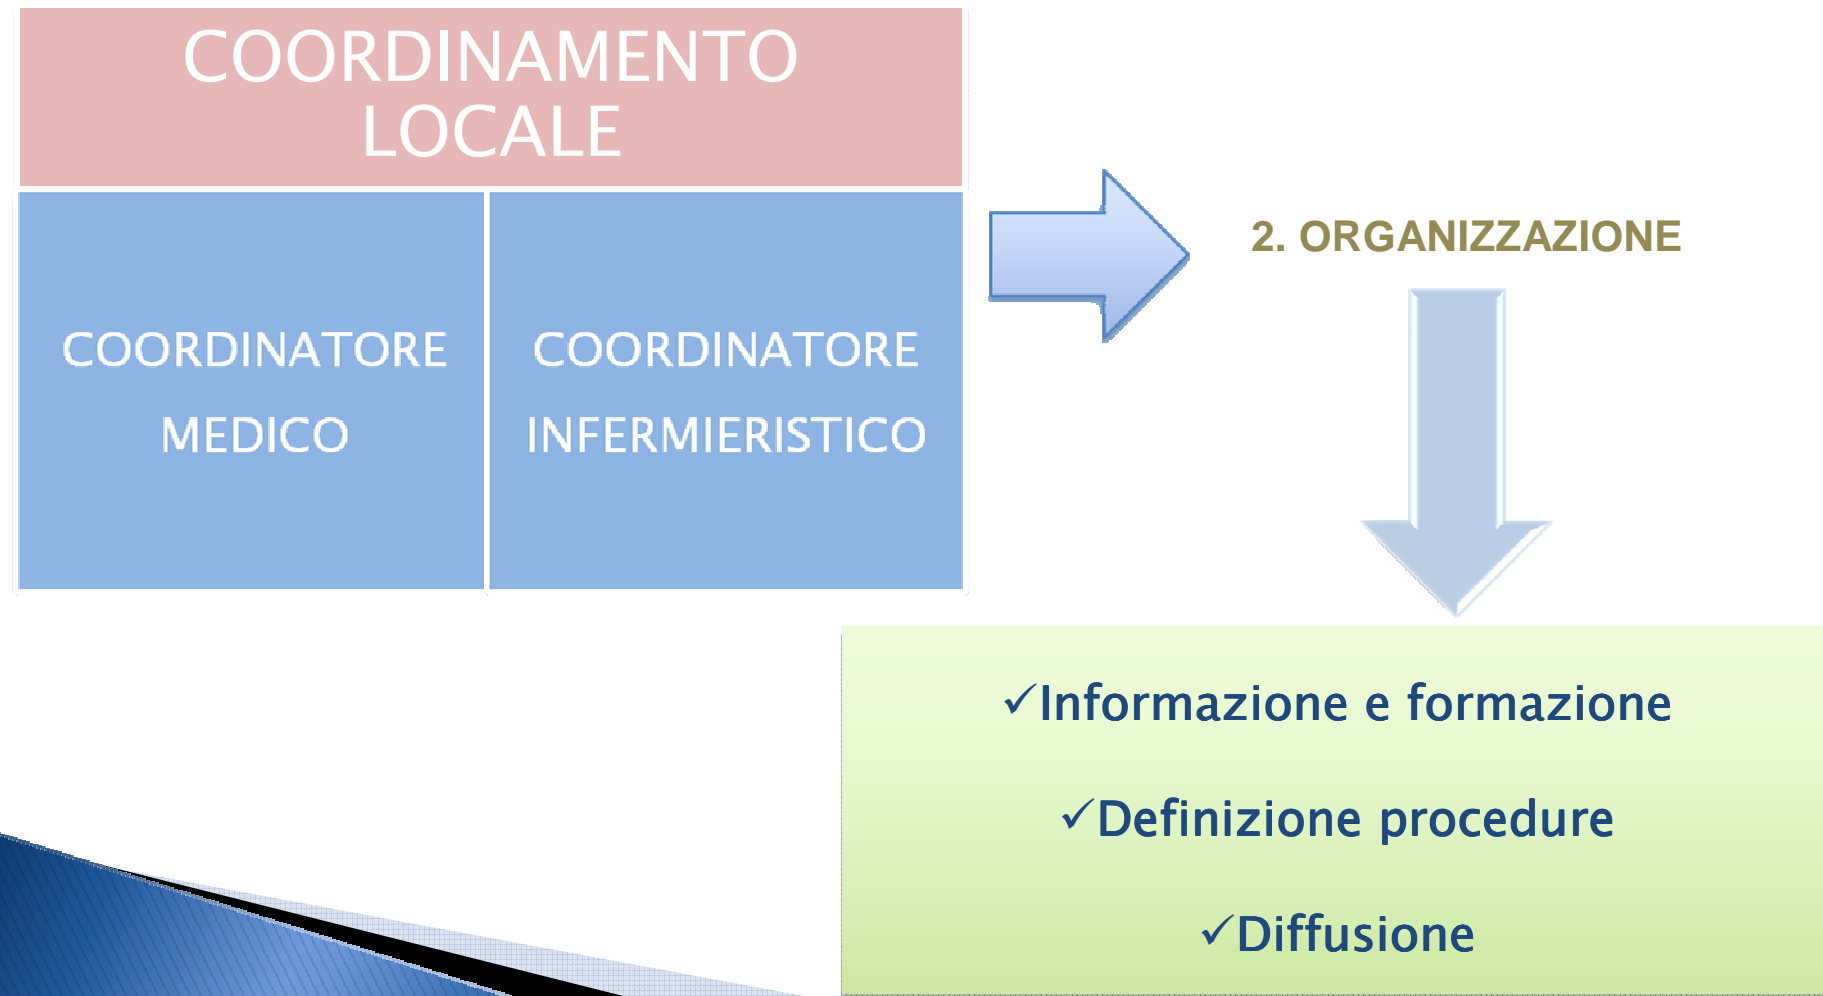 COORDINAMENTO
LOCALE
COORDINATORE
MEDICO
COORDINATORE
INFERMIERISTICO
2. ORGANIZZAZIONE
✓Informazione e formazione
✓Definizione procedure
✓Diffusione